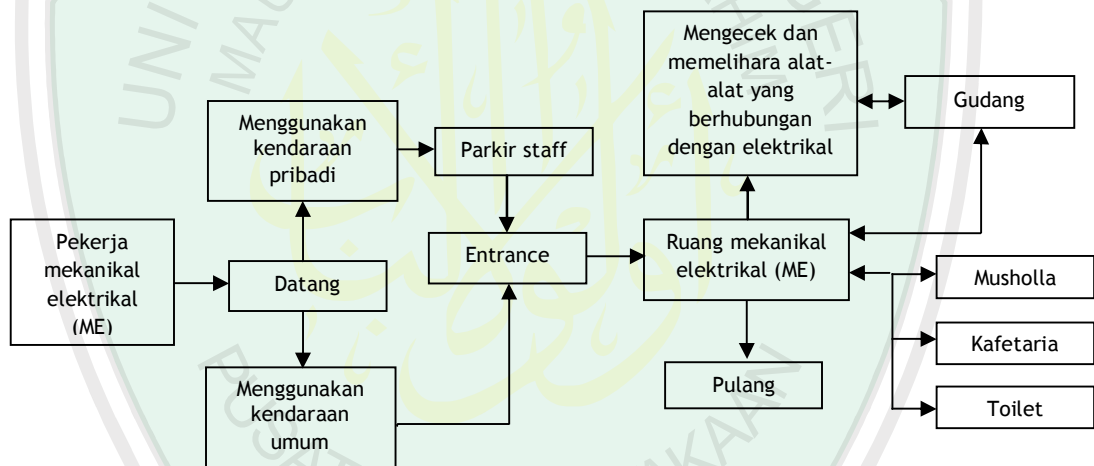 Pekerja
mekanikal
elektrikal
(ME)
Datang
Menggunakan
kendaraan
pribadi
Parkir staff
Menggunakan
kendaraan
umum
Entrance
Ruang mekanikal
elektrikal (ME)
Mengecek dan
memelihara alat-
alat yang
berhubungan
dengan elektrikal
Gudang
Musholla
Kafetaria
Toilet
Pulang